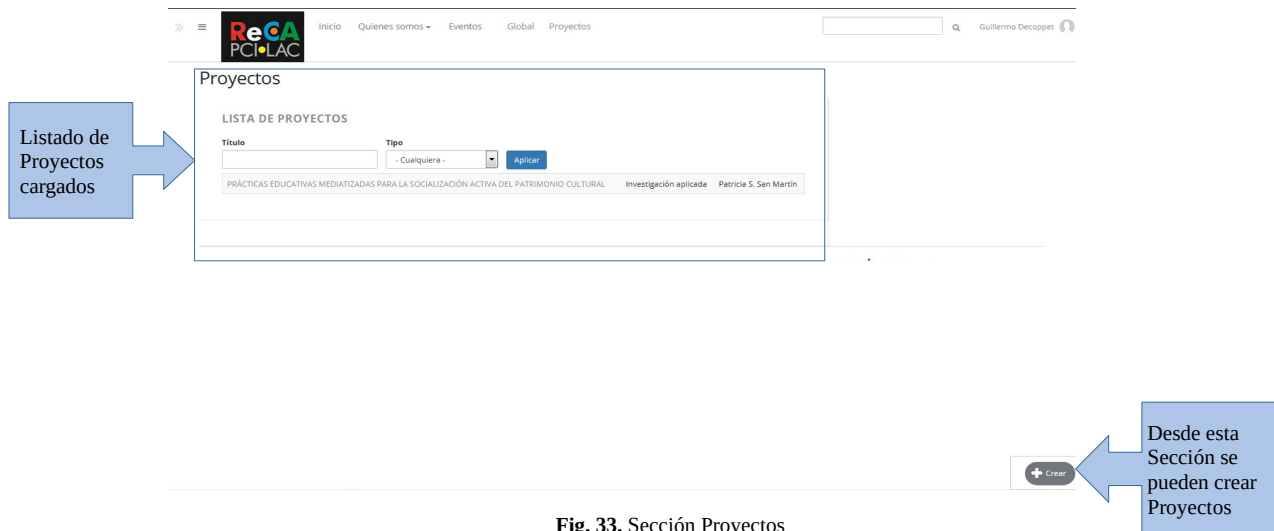 » ≡ ReCA Inicio Quienes somos Eventos Global Proyectos Guillermo Decoppet
PCI•LAC
Proyectos
LISTA DE PROYECTOS
Título Tipo
- Cualquiera - Aplicar
PRÁCTICAS EDUCATIVAS MEDIATIZADAS PARA LA SOCIALIZACIÓN ACTIVA DEL PATRIMONIO CULTURAL Investigación aplicada Patricia S. San Martín
Listado de
Proyectos
cargados
Crear
Desde esta
Sección se
pueden crear
Proyectos
Fig. 33. Sección Proyectos